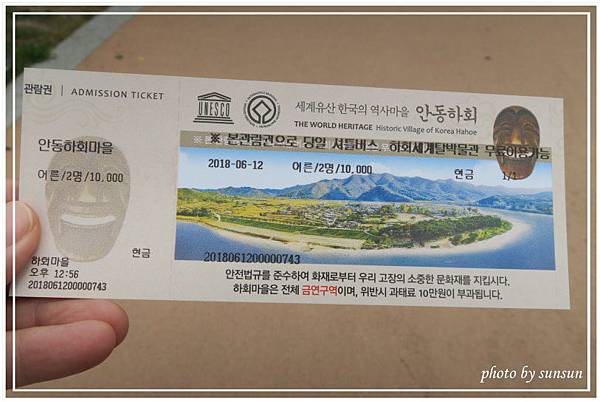 관람권 | ADMISSION TICKET
안동하회마을
어른/2명/10,000
하회마을 현금
오후 12:56
2018061200000743
UNESCO
세계유산 한국의 역사마을 안동하회
THE WORLD HERITAGE Historic Village of Korea Hahoe
본관람권으로 당일 셔틀버스, 하회세계탈박물관 무료이용가능
2018-06-12 어른/2명/10,000 현금 1/1
2018061200000743
안전법규를 준수하여 화재로부터 우리 고장의 소중한 문화재를 지킵시다.
하회마을은 전체 금연구역이며, 위반시 과태료 10만원이 부과됩니다.
photo by sunsun